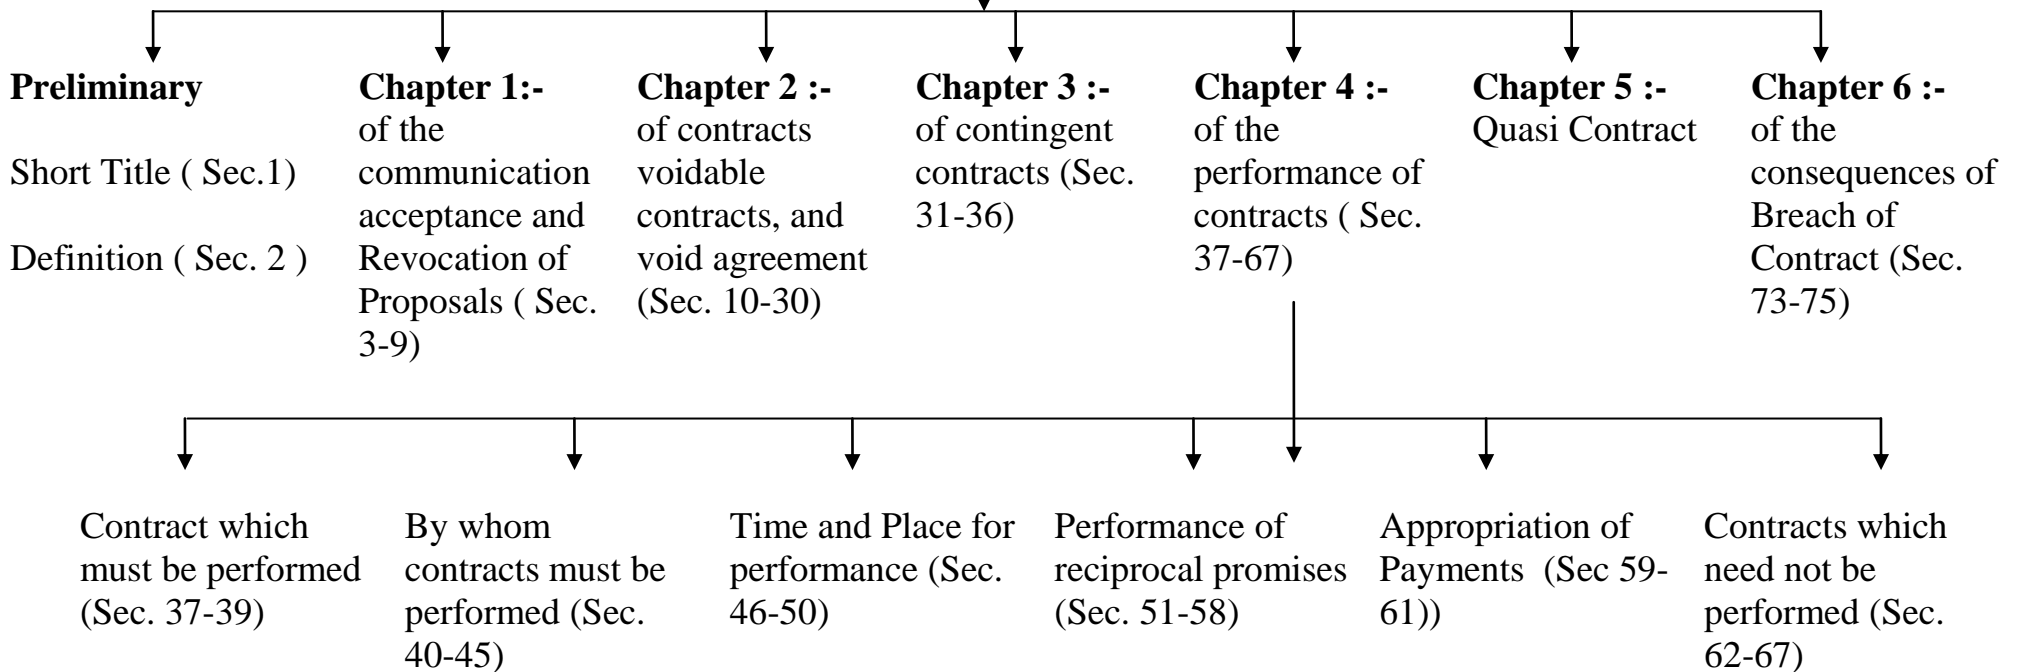 Preliminary
Short Title ( Sec.1)
Definition ( Sec. 2 )
Chapter 1:-
of the
communication
acceptance and
Revocation of
Proposals ( Sec.
3-9)
Chapter 2 :-
of contracts
voidable
contracts, and
void agreement
(Sec. 10-30)
Chapter 3 :-
of contingent
contracts (Sec.
31-36)
Chapter 4 :-
of the
performance of
contracts ( Sec.
37-67)
Chapter 5 :-
Quasi Contract
Chapter 6 :-
of the
consequences of
Breach of
Contract (Sec.
73-75)
Contract which
must be performed
(Sec. 37-39)
By whom
contracts must be
performed (Sec.
40-45)
Time and Place for
performance (Sec.
46-50)
Performance of
reciprocal promises
(Sec. 51-58)
Appropriation of
Payments (Sec 59-
61))
Contracts which
need not be
performed (Sec.
62-67)